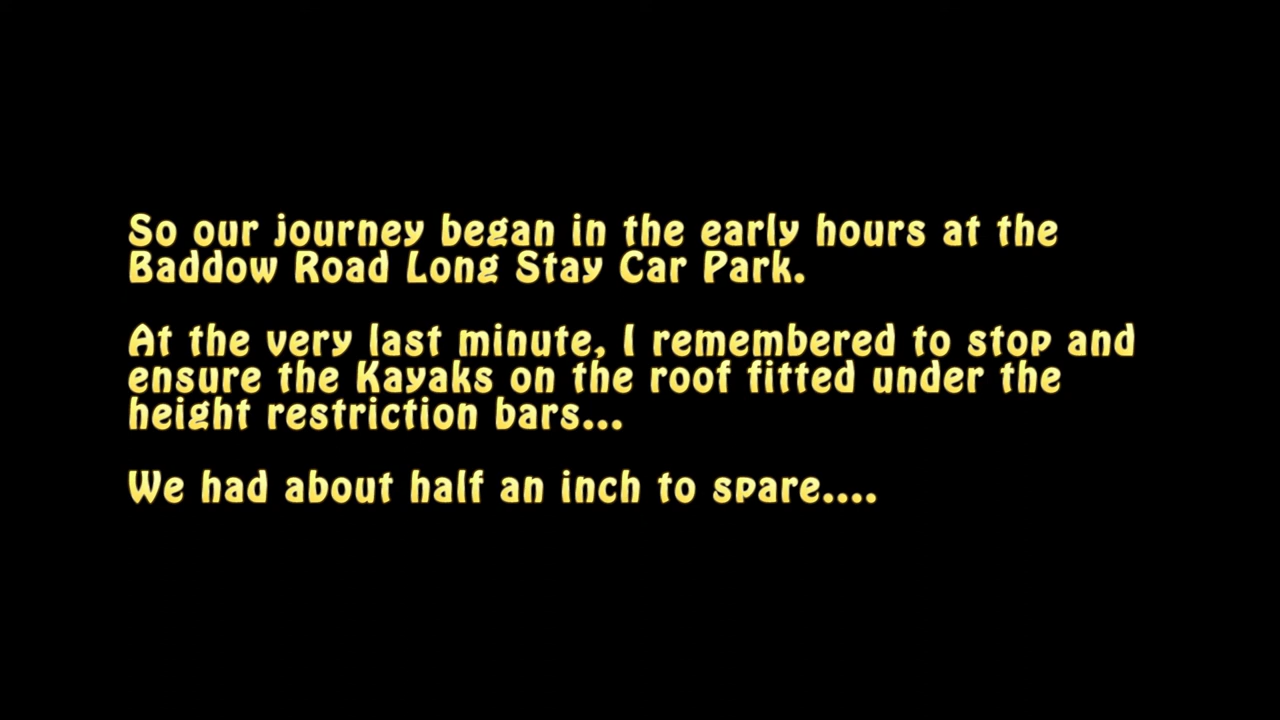 So our journey began in the early hours at the
Baddow Road Long Stay Car Park.
At the very last minute, I remembered to stop and
ensure the Kayaks on the roof fitted under the
height restriction bars...
We had about half an inch to spare....